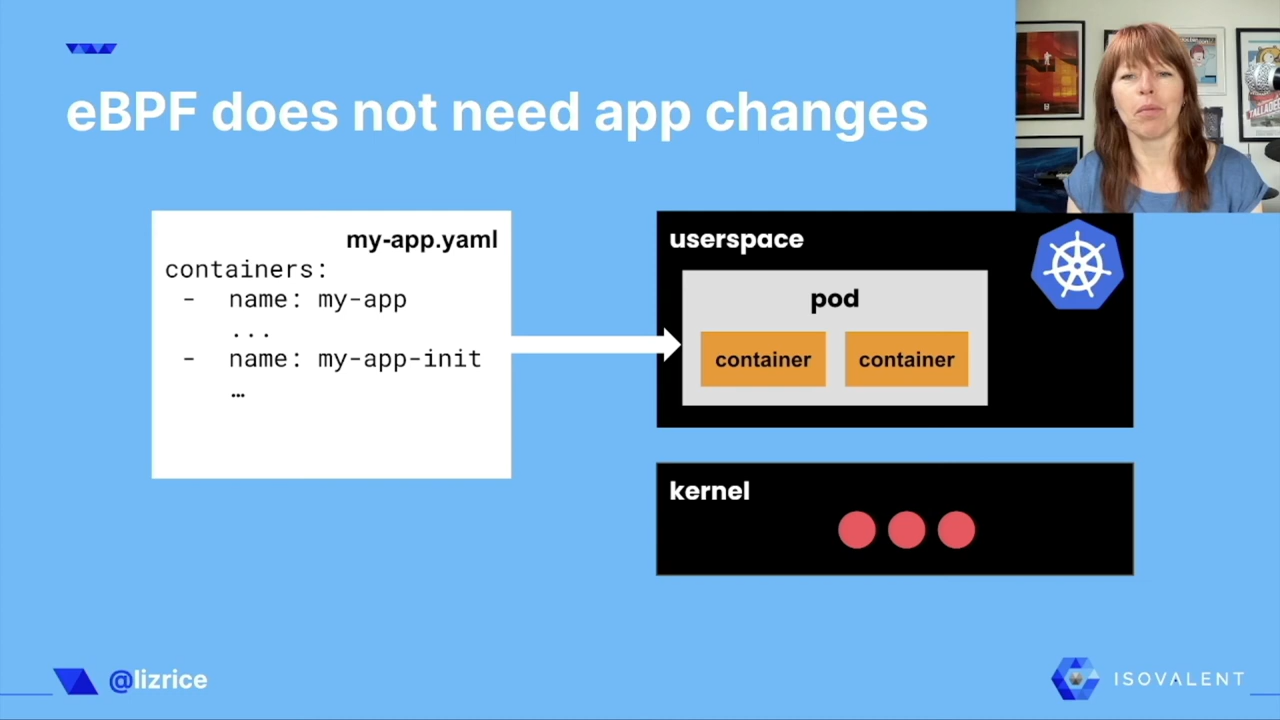 eBPF does not need app changes
my-app.yaml
containers:
- name: my-app
...
- name: my-app-init
…
userspace
pod
container container
kernel
@lizrice
ISOVALENT